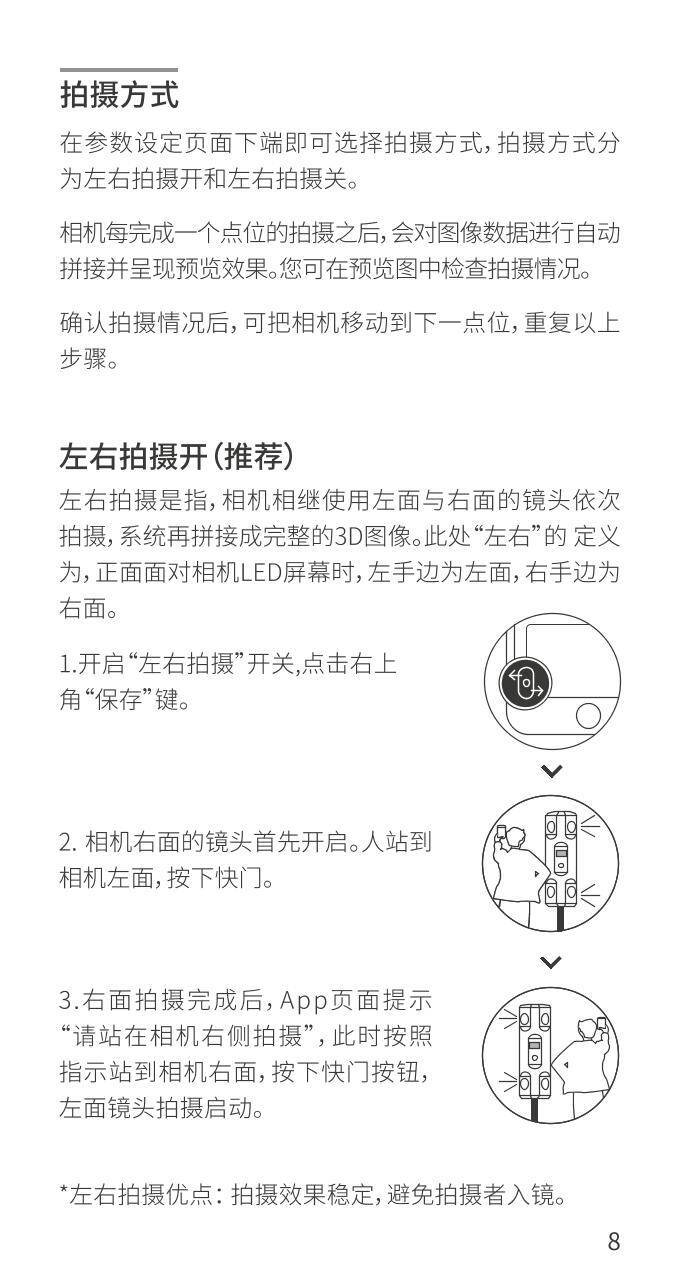 拍摄方式
在参数设定页面下端即可选择拍摄方式，拍摄方式分
为左右拍摄开和左右拍摄关。
相机每完成一个点位的拍摄之后，会对图像数据进行自动
拼接并呈现预览效果。您可在预览图中检查拍摄情况。
确认拍摄情况后，可把相机移动到下一点位，重复以上
步骤。
左右拍摄开（推荐）
左右拍摄是指，相机相继使用左面与右面的镜头依次
拍摄，系统再拼接成完整的3D图像。此处“左右”的 定义
为，正面面对相机LED屏幕时，左手边为左面，右手边为
右面。
1.开启“左右拍摄”开关,点击右上
角“保存”键。
2. 相机右面的镜头首先开启。人站到
相机左面，按下快门。
3.右面拍摄完成后，App页面提示
“请站在相机右侧拍摄”，此时按照
指示站到相机右面，按下快门按钮，
左面镜头拍摄启动。
*左右拍摄优点：拍摄效果稳定，避免拍摄者入镜。
8